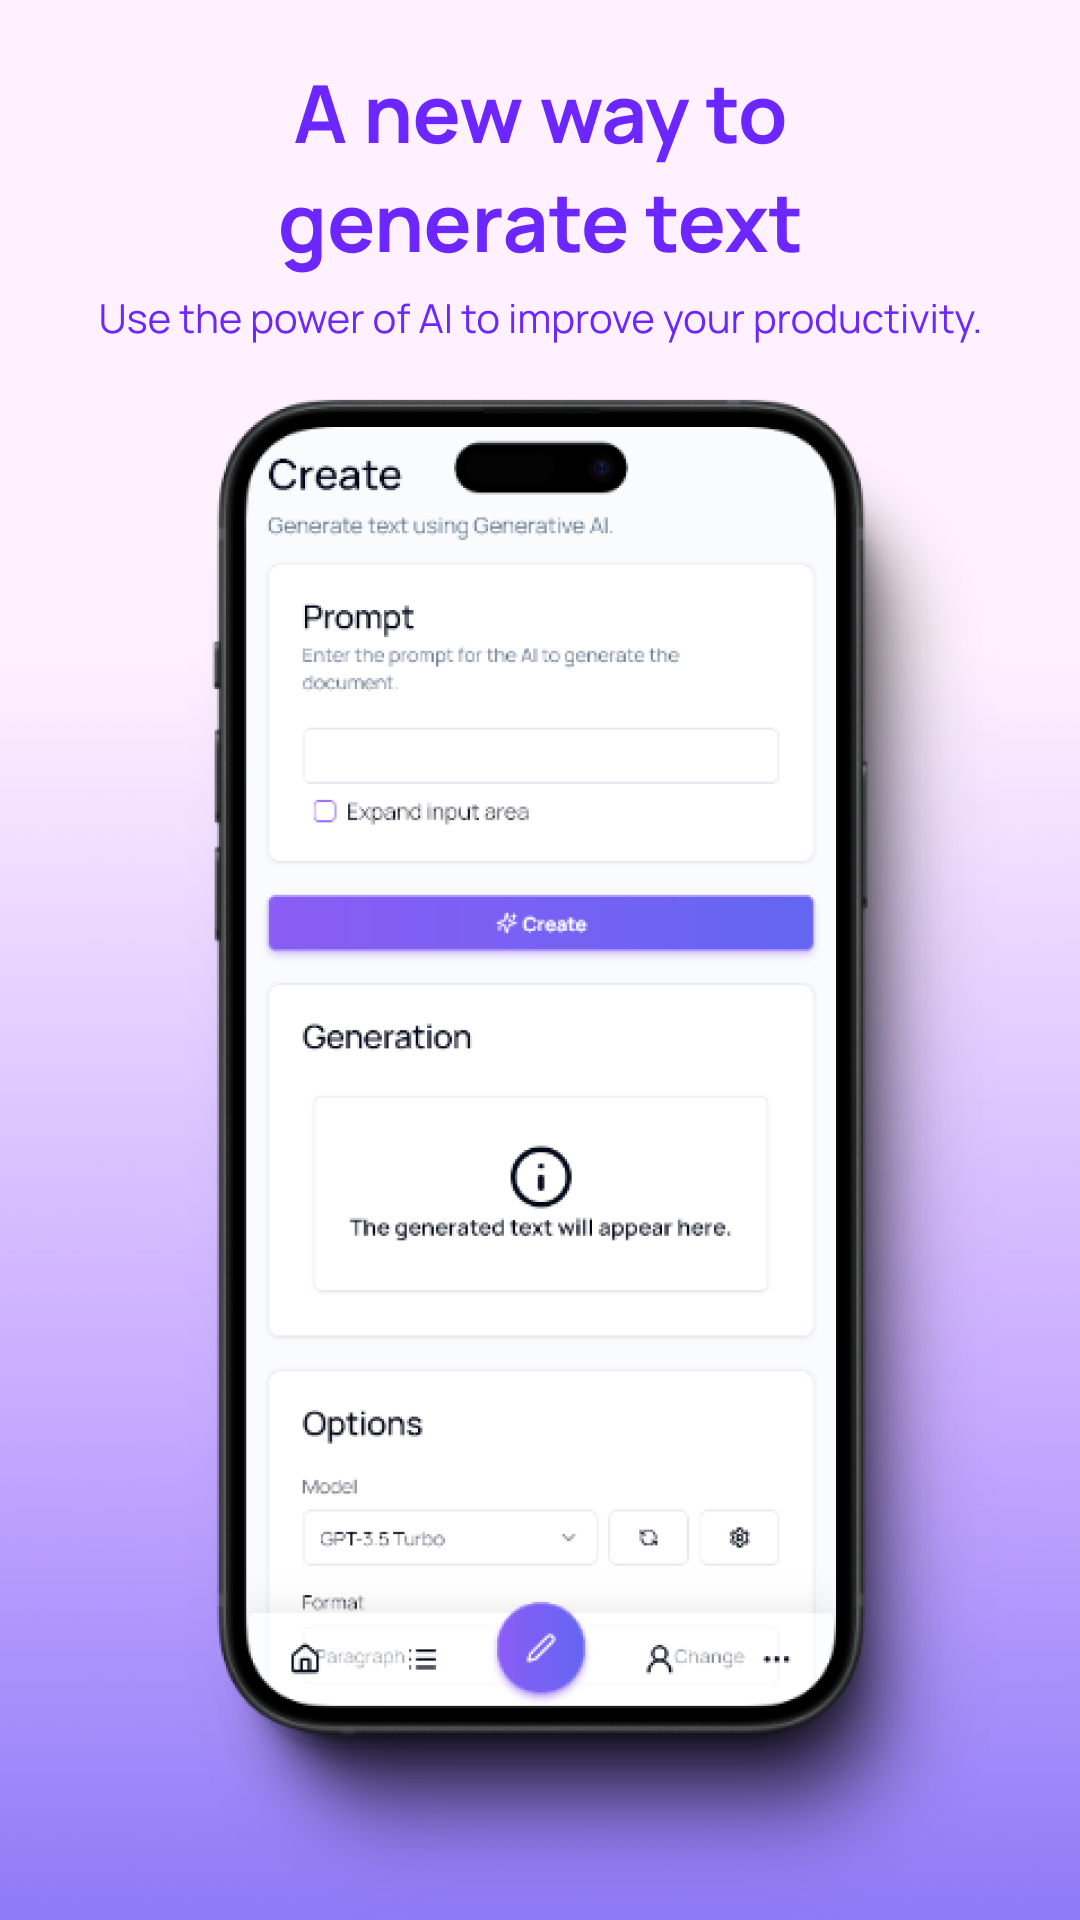 A new way to
generate text
Use the power of AI to improve your productivity.
Create
Generate text using Generative AI.
Prompt
Enter the prompt for the AI to generate the
document.
Expand input area
Create
Generation
The generated text will appear here.
Options
Model
GPT-3.5 Turbo
Format
Paragraph
Change